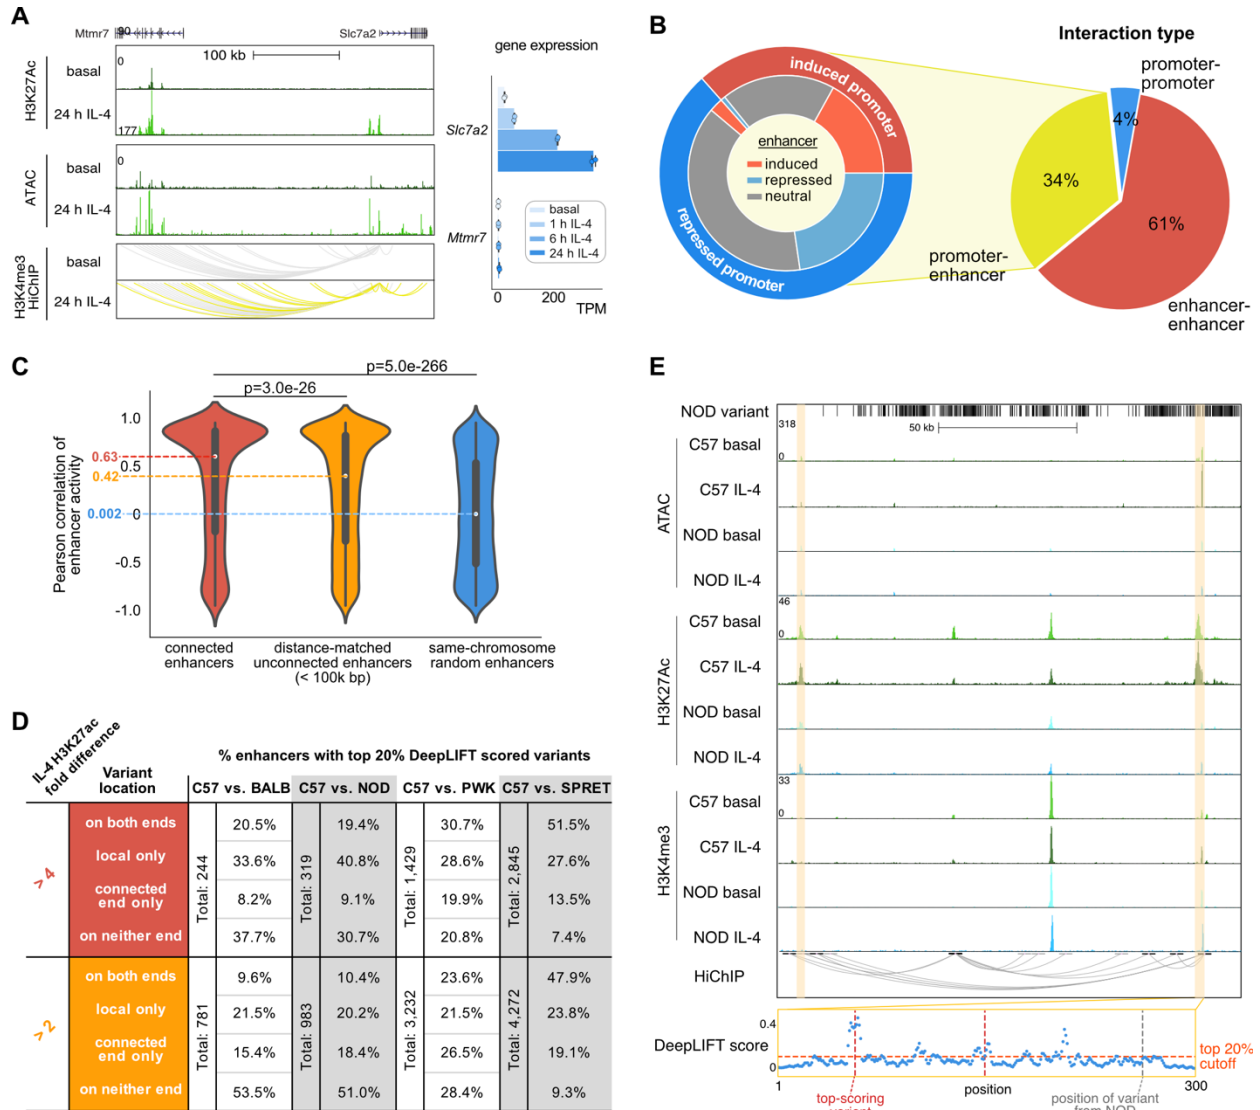 A
Mtmr7
90
Slc7a2
100 kb
0
H3K27Ac
basal
24 h IL-4
177
0
ATAC
basal
24 h IL-4
H3K4me3
HiChIP
basal
24 h IL-4
gene expression
Slc7a2
Mtmr7
basal
1 h IL-4
6 h IL-4
24 h IL-4
0
200
TPM
B
Interaction type
induced promoter
repressed promoter
enhancer
induced
repressed
neutral
promoter-
promoter
4%
34%
61%
promoter-
enhancer
enhancer-
enhancer
C
p=5.0e-266
p=3.0e-26
Pearson correlation of
enhancer activity
1.0
0.63
0.5
0.42
0.002
0
-0.5
-1.0
connected
enhancers
distance-matched
unconnected enhancers
(< 100k bp)
same-chromosome
random enhancers
D
IL-4 H3K27ac
fold difference
Variant
location
% enhancers with top 20% DeepLIFT scored variants
C57 vs. BALB C57 vs. NOD C57 vs. PWK C57 vs. SPRET
>4
Total: 244
Total: 319
Total: 1,429
Total: 2,845
on both ends 20.5% 19.4% 30.7% 51.5%
local only 33.6% 40.8% 28.6% 27.6%
connected
end only 8.2% 9.1% 19.9% 13.5%
on neither end 37.7% 30.7% 20.8% 7.4%
>2
Total: 781
Total: 983
Total: 3,232
Total: 4,272
on both ends 9.6% 10.4% 23.6% 47.9%
local only 21.5% 20.2% 21.5% 23.8%
connected
end only 15.4% 18.4% 26.5% 19.1%
on neither end 53.5% 51.0% 28.4% 9.3%
E
NOD variant
318
50 kb
0
ATAC
C57 basal
C57 IL-4
NOD basal
NOD IL-4
46
0
H3K27Ac
C57 basal
C57 IL-4
NOD basal
NOD IL-4
33
0
H3K4me3
C57 basal
C57 IL-4
NOD basal
NOD IL-4
HiChIP
DeepLIFT score
0.4
0
top 20%
cutoff
1
position
300
top-scoring
variant
position of variant
from NOD